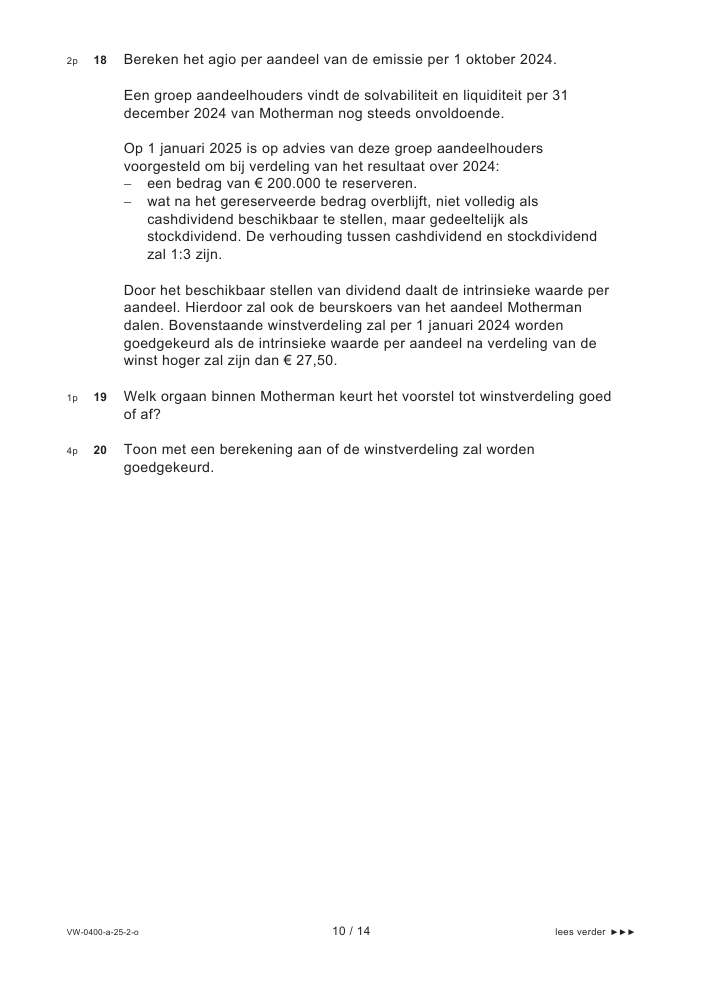 2p 18 Bereken het agio per aandeel van de emissie per 1 oktober 2024.
Een groep aandeelhouders vindt de solvabiliteit en liquiditeit per 31
december 2024 van Motherman nog steeds onvoldoende.
Op 1 januari 2025 is op advies van deze groep aandeelhouders
voorgesteld om bij verdeling van het resultaat over 2024:
– een bedrag van € 200.000 te reserveren.
– wat na het gereserveerde bedrag overblijft, niet volledig als
cashdividend beschikbaar te stellen, maar gedeeltelijk als
stockdividend. De verhouding tussen cashdividend en stockdividend
zal 1:3 zijn.
Door het beschikbaar stellen van dividend daalt de intrinsieke waarde per
aandeel. Hierdoor zal ook de beurskoers van het aandeel Motherman
dalen. Bovenstaande winstverdeling zal per 1 januari 2024 worden
goedgekeurd als de intrinsieke waarde per aandeel na verdeling van de
winst hoger zal zijn dan € 27,50.
1p 19 Welk orgaan binnen Motherman keurt het voorstel tot winstverdeling goed
of af?
4p 20 Toon met een berekening aan of de winstverdeling zal worden
goedgekeurd.
VW-0400-a-25-2-o 10 / 14 lees verder ►►►